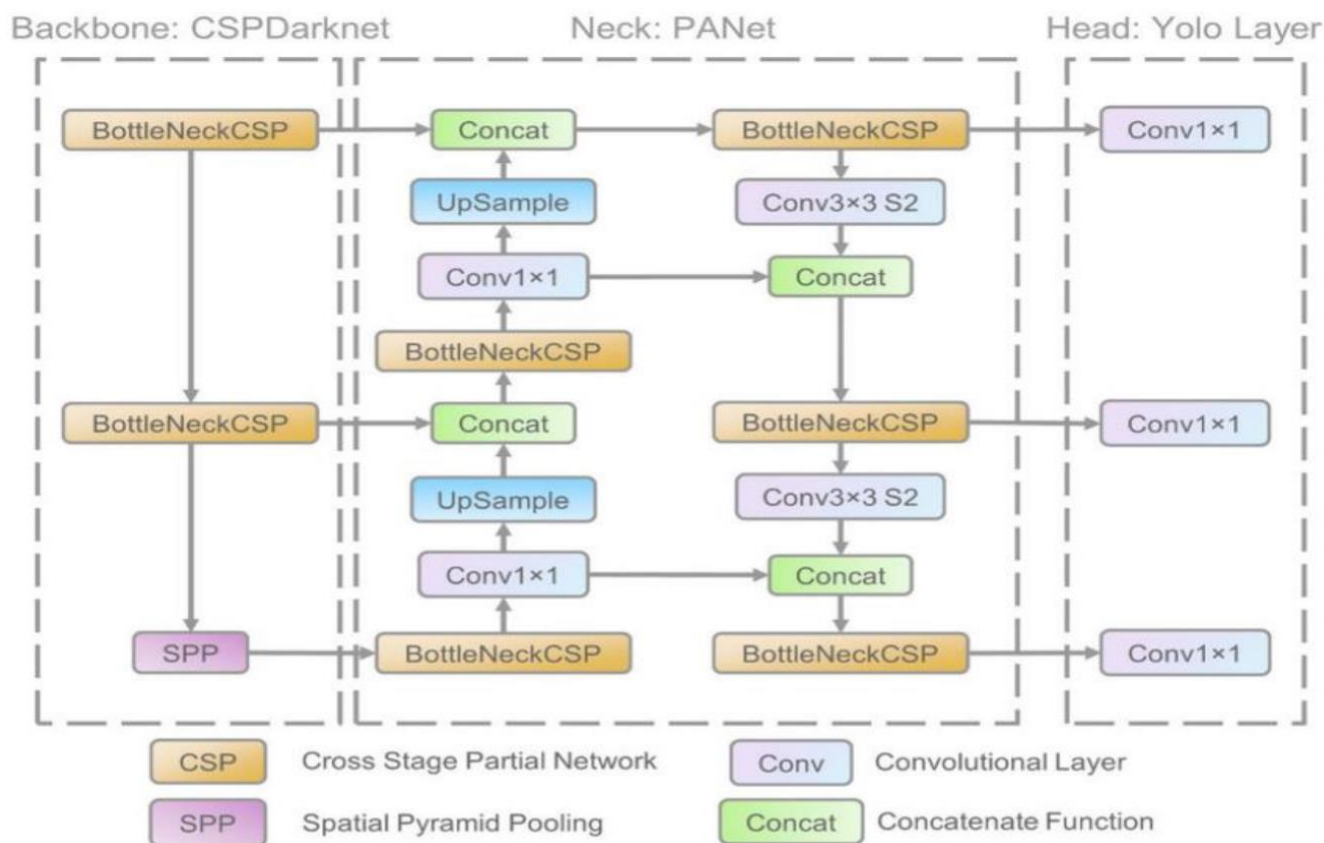 Backbone: CSPDarknet
Neck: PANet
Head: Yolo Layer
BottleNeckCSP
Concat
BottleNeckCSP
Conv1×1
UpSample
Conv3×3 S2
Conv1×1
Concat
BottleNeckCSP
BottleNeckCSP
Concat
BottleNeckCSP
Conv1×1
UpSample
Conv3×3 S2
Conv1×1
Concat
SPP
BottleNeckCSP
BottleNeckCSP
Conv1×1
CSP
Cross Stage Partial Network
Conv
Convolutional Layer
SPP
Spatial Pyramid Pooling
Concat
Concatenate Function